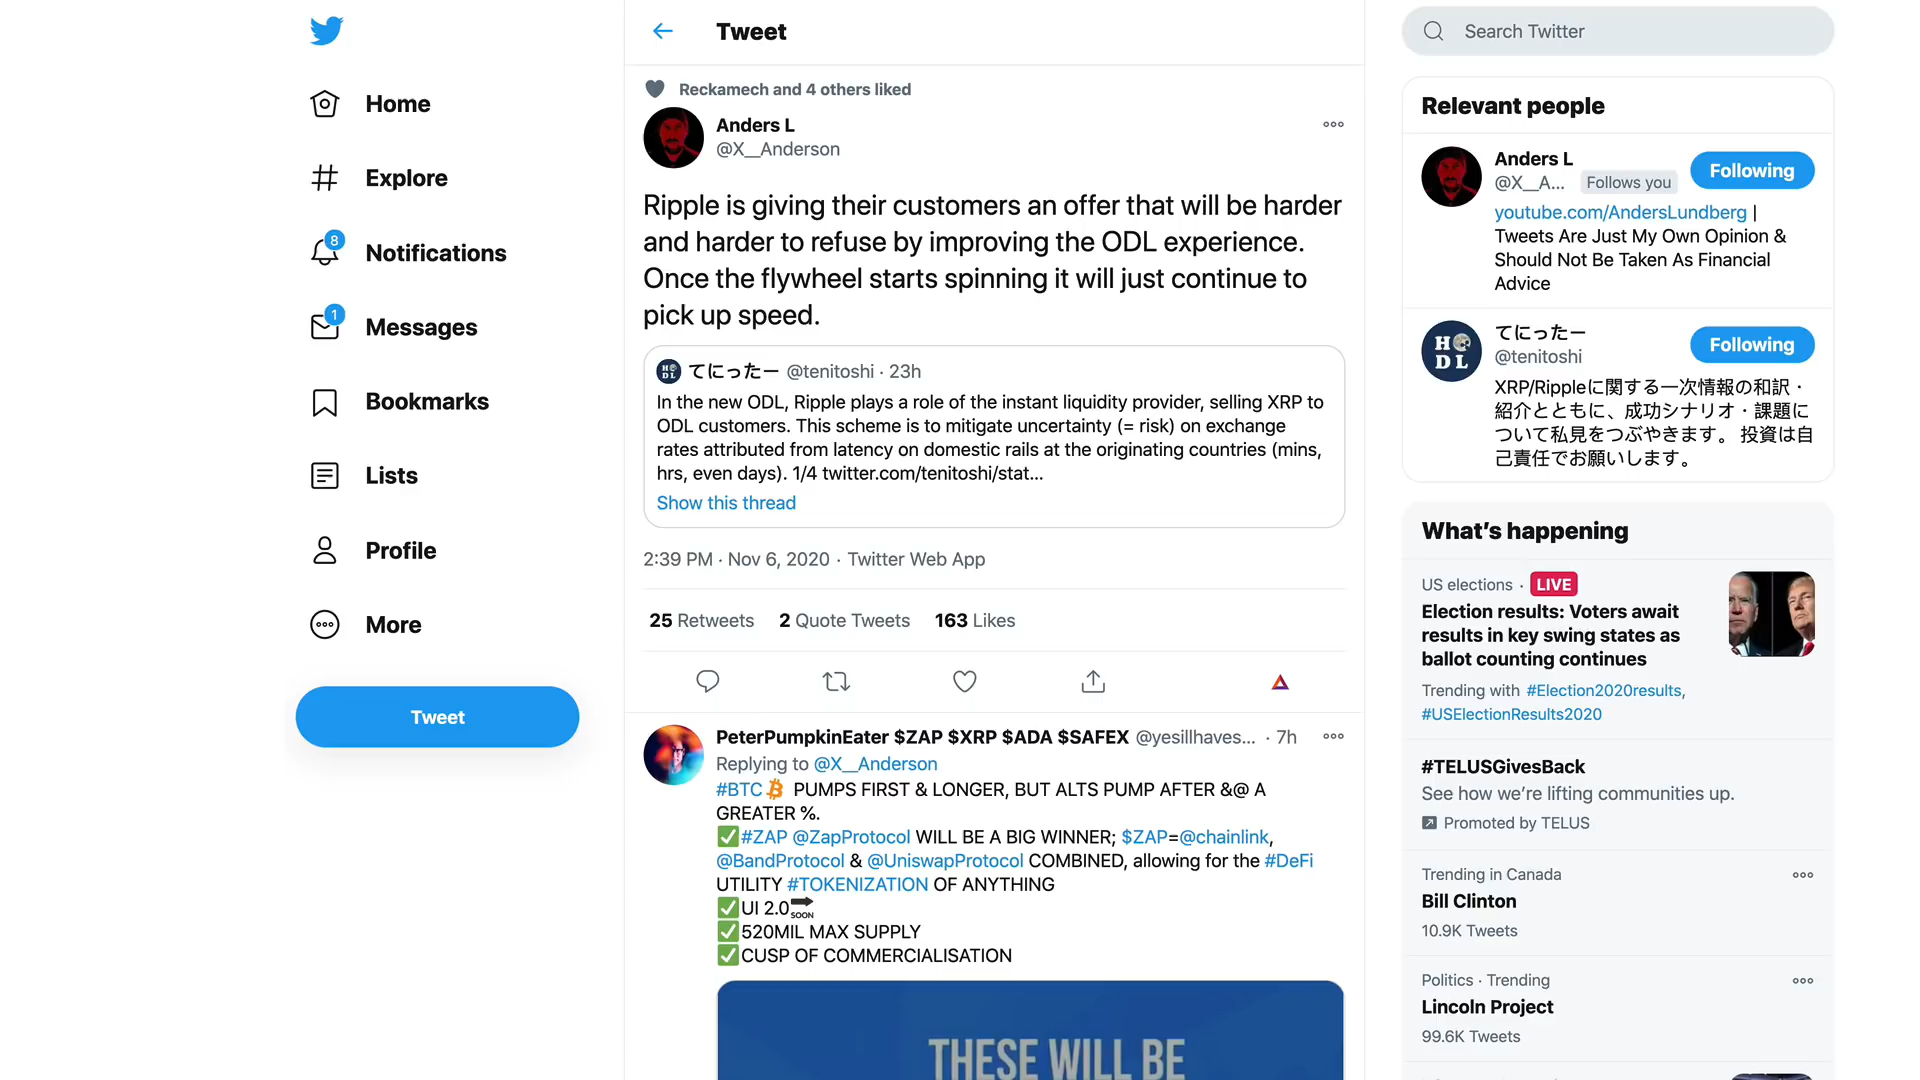 Home
Explore
8
Notifications
1
Messages
Bookmarks
Lists
Profile
More
Tweet
Tweet
Reckamech and 4 others liked
Anders L
@X__Anderson
Ripple is giving their customers an offer that will be harder
and harder to refuse by improving the ODL experience.
Once the flywheel starts spinning it will just continue to
pick up speed.
てにったー @tenitoshi · 23h
In the new ODL, Ripple plays a role of the instant liquidity provider, selling XRP to
ODL customers. This scheme is to mitigate uncertainty (= risk) on exchange
rates attributed from latency on domestic rails at the originating countries (mins,
hrs, even days). 1/4 twitter.com/tenitoshi/stat...
Show this thread
2:39 PM · Nov 6, 2020 · Twitter Web App
25 Retweets 2 Quote Tweets 163 Likes
PeterPumpkinEater $ZAP $XRP $ADA $SAFEX @yesillhaves... · 7h
Replying to @X__Anderson
#BTC PUMPS FIRST & LONGER, BUT ALTS PUMP AFTER &@ A
GREATER %.
✅#ZAP @ZapProtocol WILL BE A BIG WINNER; $ZAP=@chainlink,
@BandProtocol & @UniswapProtocol COMBINED, allowing for the #DeFi
UTILITY #TOKENIZATION OF ANYTHING
✅UI 2.0🔜
✅520MIL MAX SUPPLY
✅CUSP OF COMMERCIALISATION
THESE WILL BE
Search Twitter
Relevant people
Anders L
@X__A... Follows you
Following
youtube.com/AndersLundberg |
Tweets Are Just My Own Opinion &
Should Not Be Taken As Financial
Advice
HODL
てにったー
@tenitoshi
Following
XRP/Rippleに関する一次情報の和訳・
紹介とともに、成功シナリオ・課題に
ついて私見をつぶやきます。 投資は自
己責任でお願いします。
What's happening
US elections · LIVE
Election results: Voters await
results in key swing states as
ballot counting continues
Trending with #Election2020results,
#USElectionResults2020
#TELUSGivesBack
See how we're lifting communities up.
Promoted by TELUS
Trending in Canada
Bill Clinton
10.9K Tweets
Politics · Trending
Lincoln Project
99.6K Tweets